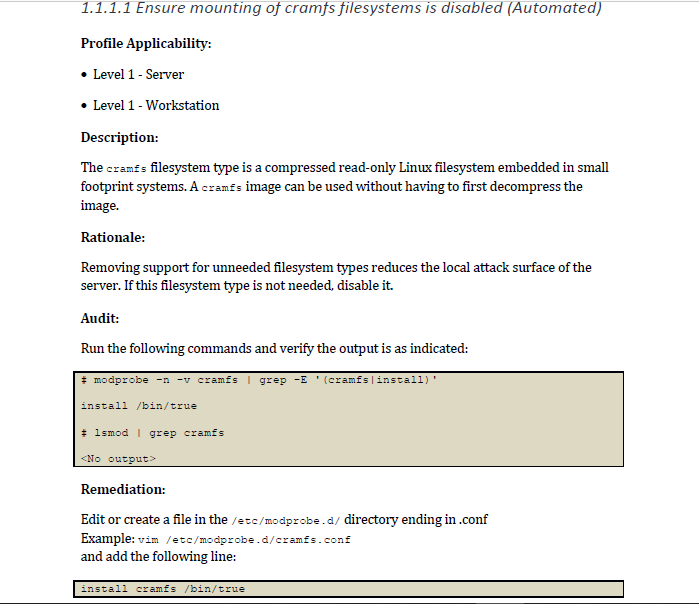 1.1.1.1 Ensure mounting of cramfs filesystems is disabled (Automated)
Profile Applicability:
• Level 1 - Server
• Level 1 - Workstation
Description:
The cramfs filesystem type is a compressed read-only Linux filesystem embedded in small
footprint systems. A cramfs image can be used without having to first decompress the
image.
Rationale:
Removing support for unneeded filesystem types reduces the local attack surface of the
server. If this filesystem type is not needed, disable it.
Audit:
Run the following commands and verify the output is as indicated:
# modprobe -n -v cramfs | grep -E '(cramfs|install)'
install /bin/true
# lsmod | grep cramfs
<No output>
Remediation:
Edit or create a file in the /etc/modprobe.d/ directory ending in .conf
Example: vim /etc/modprobe.d/cramfs.conf
and add the following line:
install cramfs /bin/true